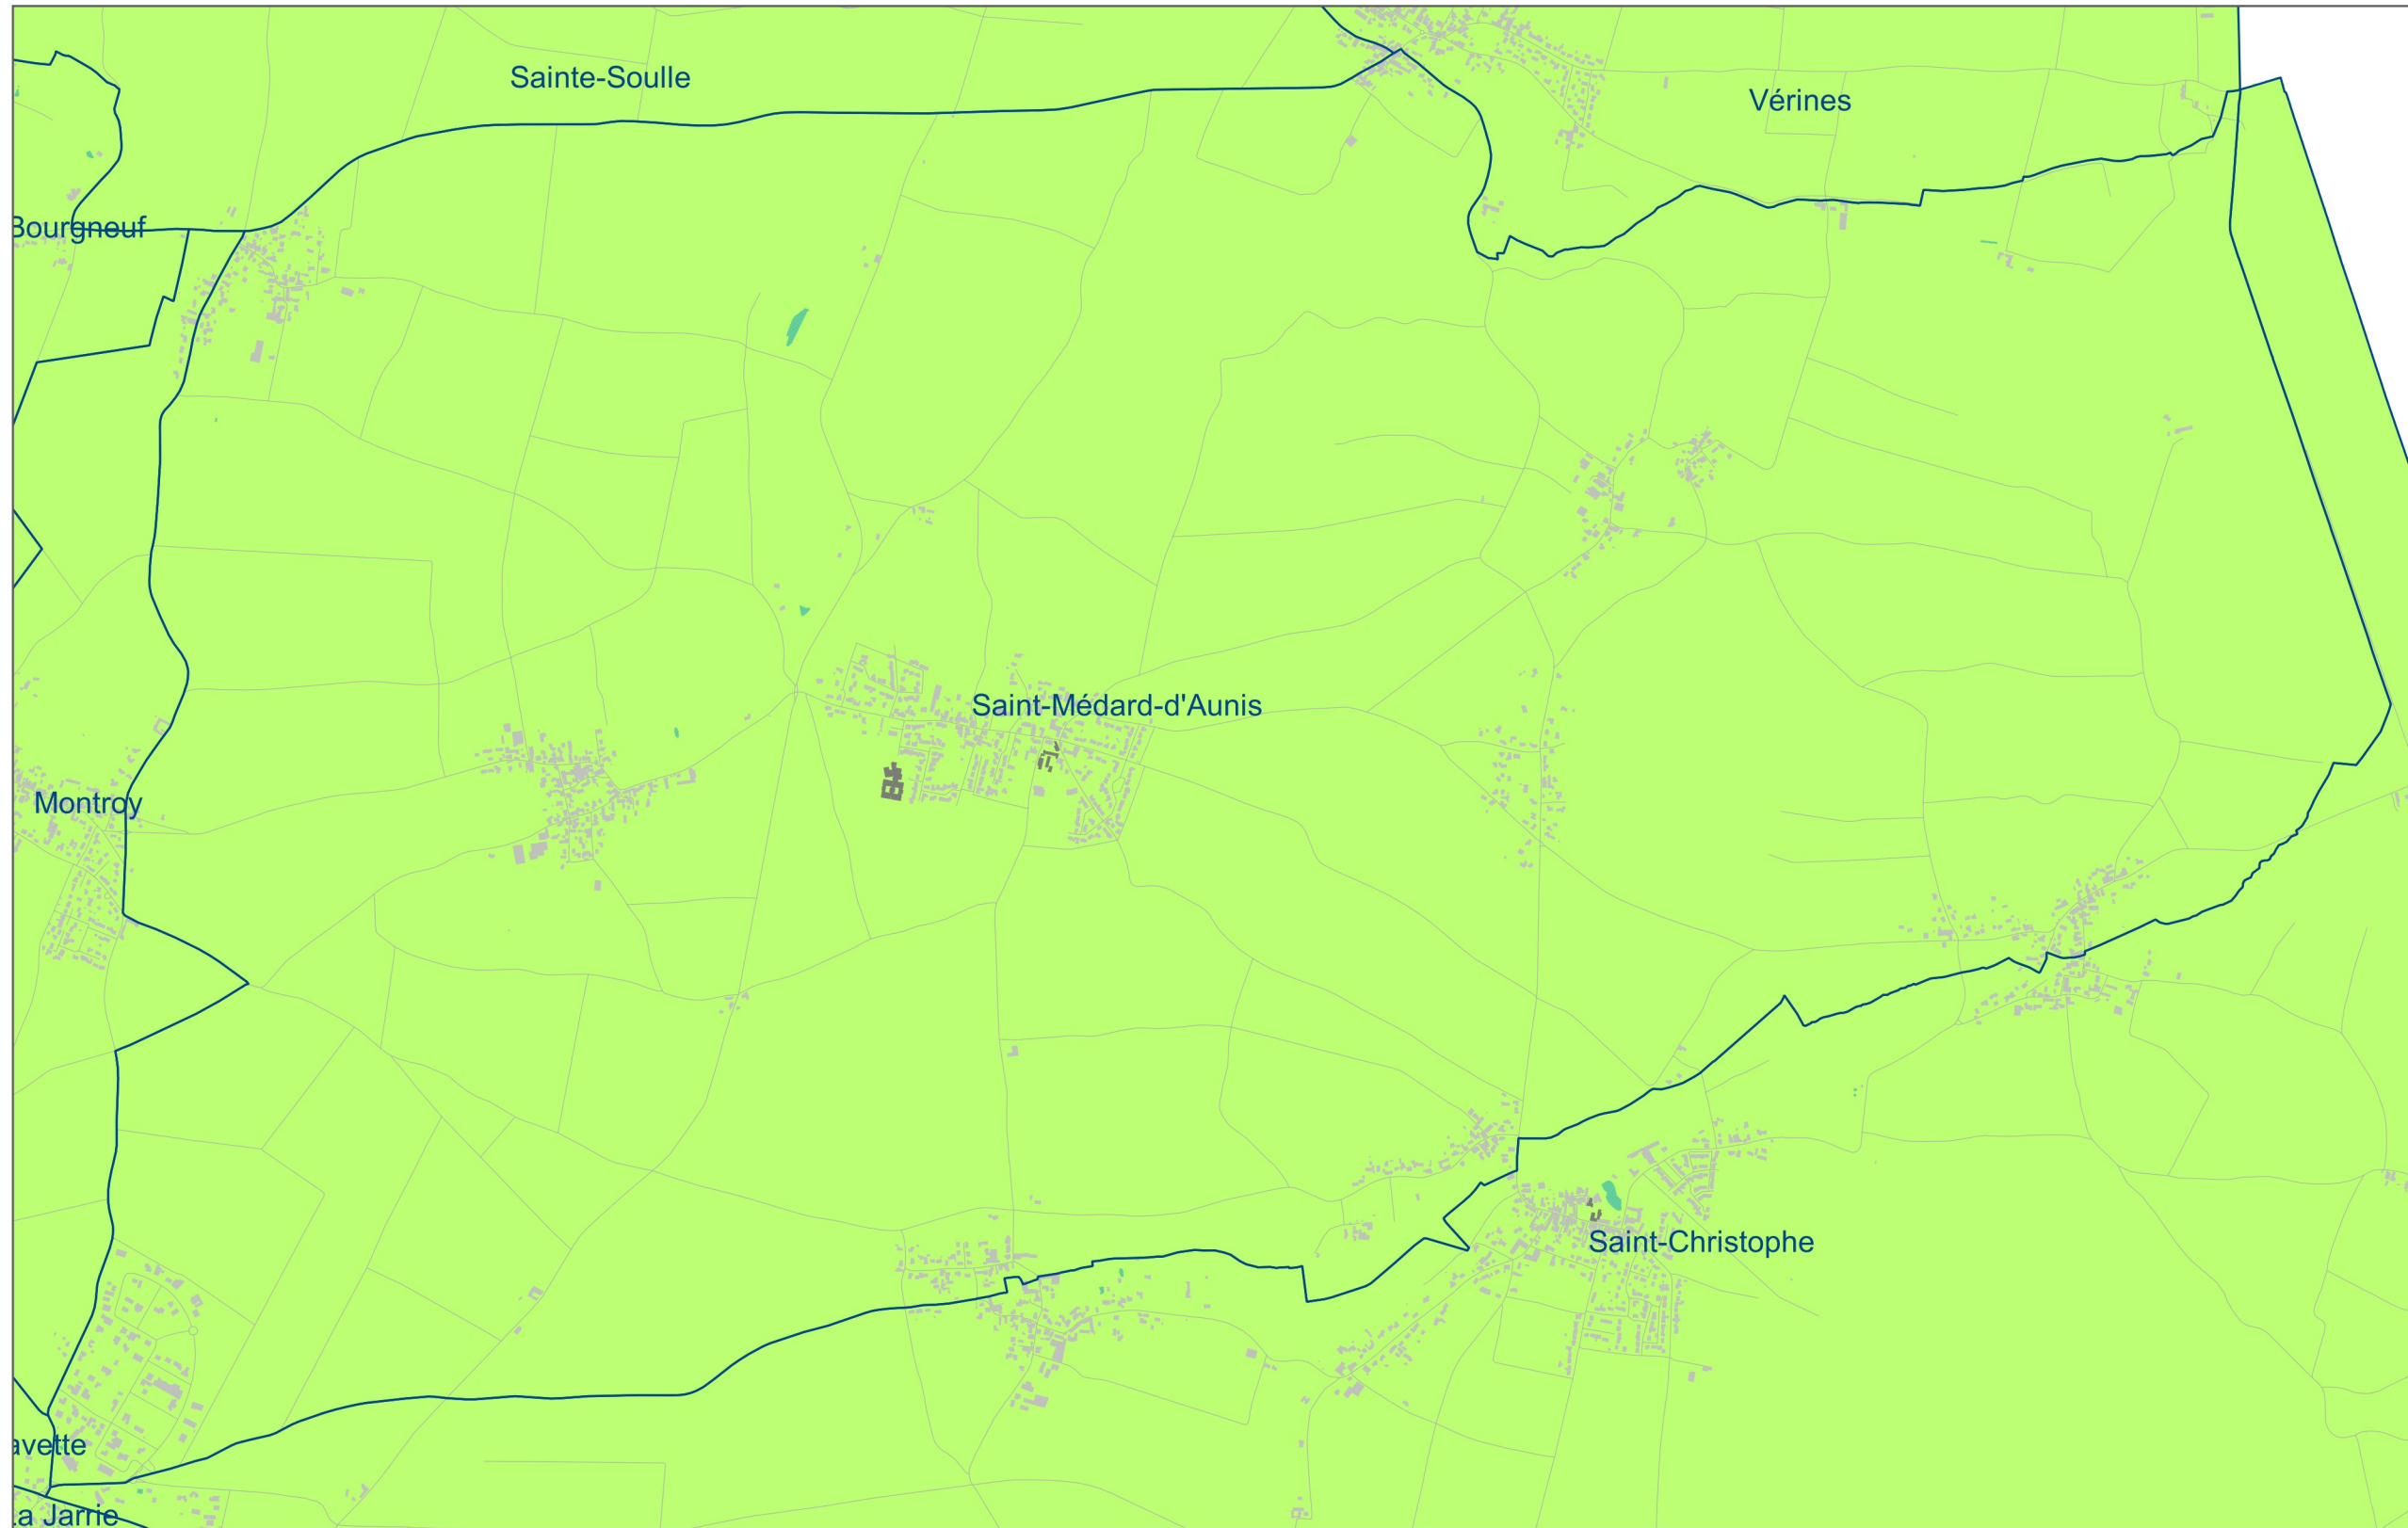 Sainte-Soulle
Vérines
Bourgneuf
Saint-Médard-d'Aunis
Montroy
Saint-Christophe
avette
La Jarrie